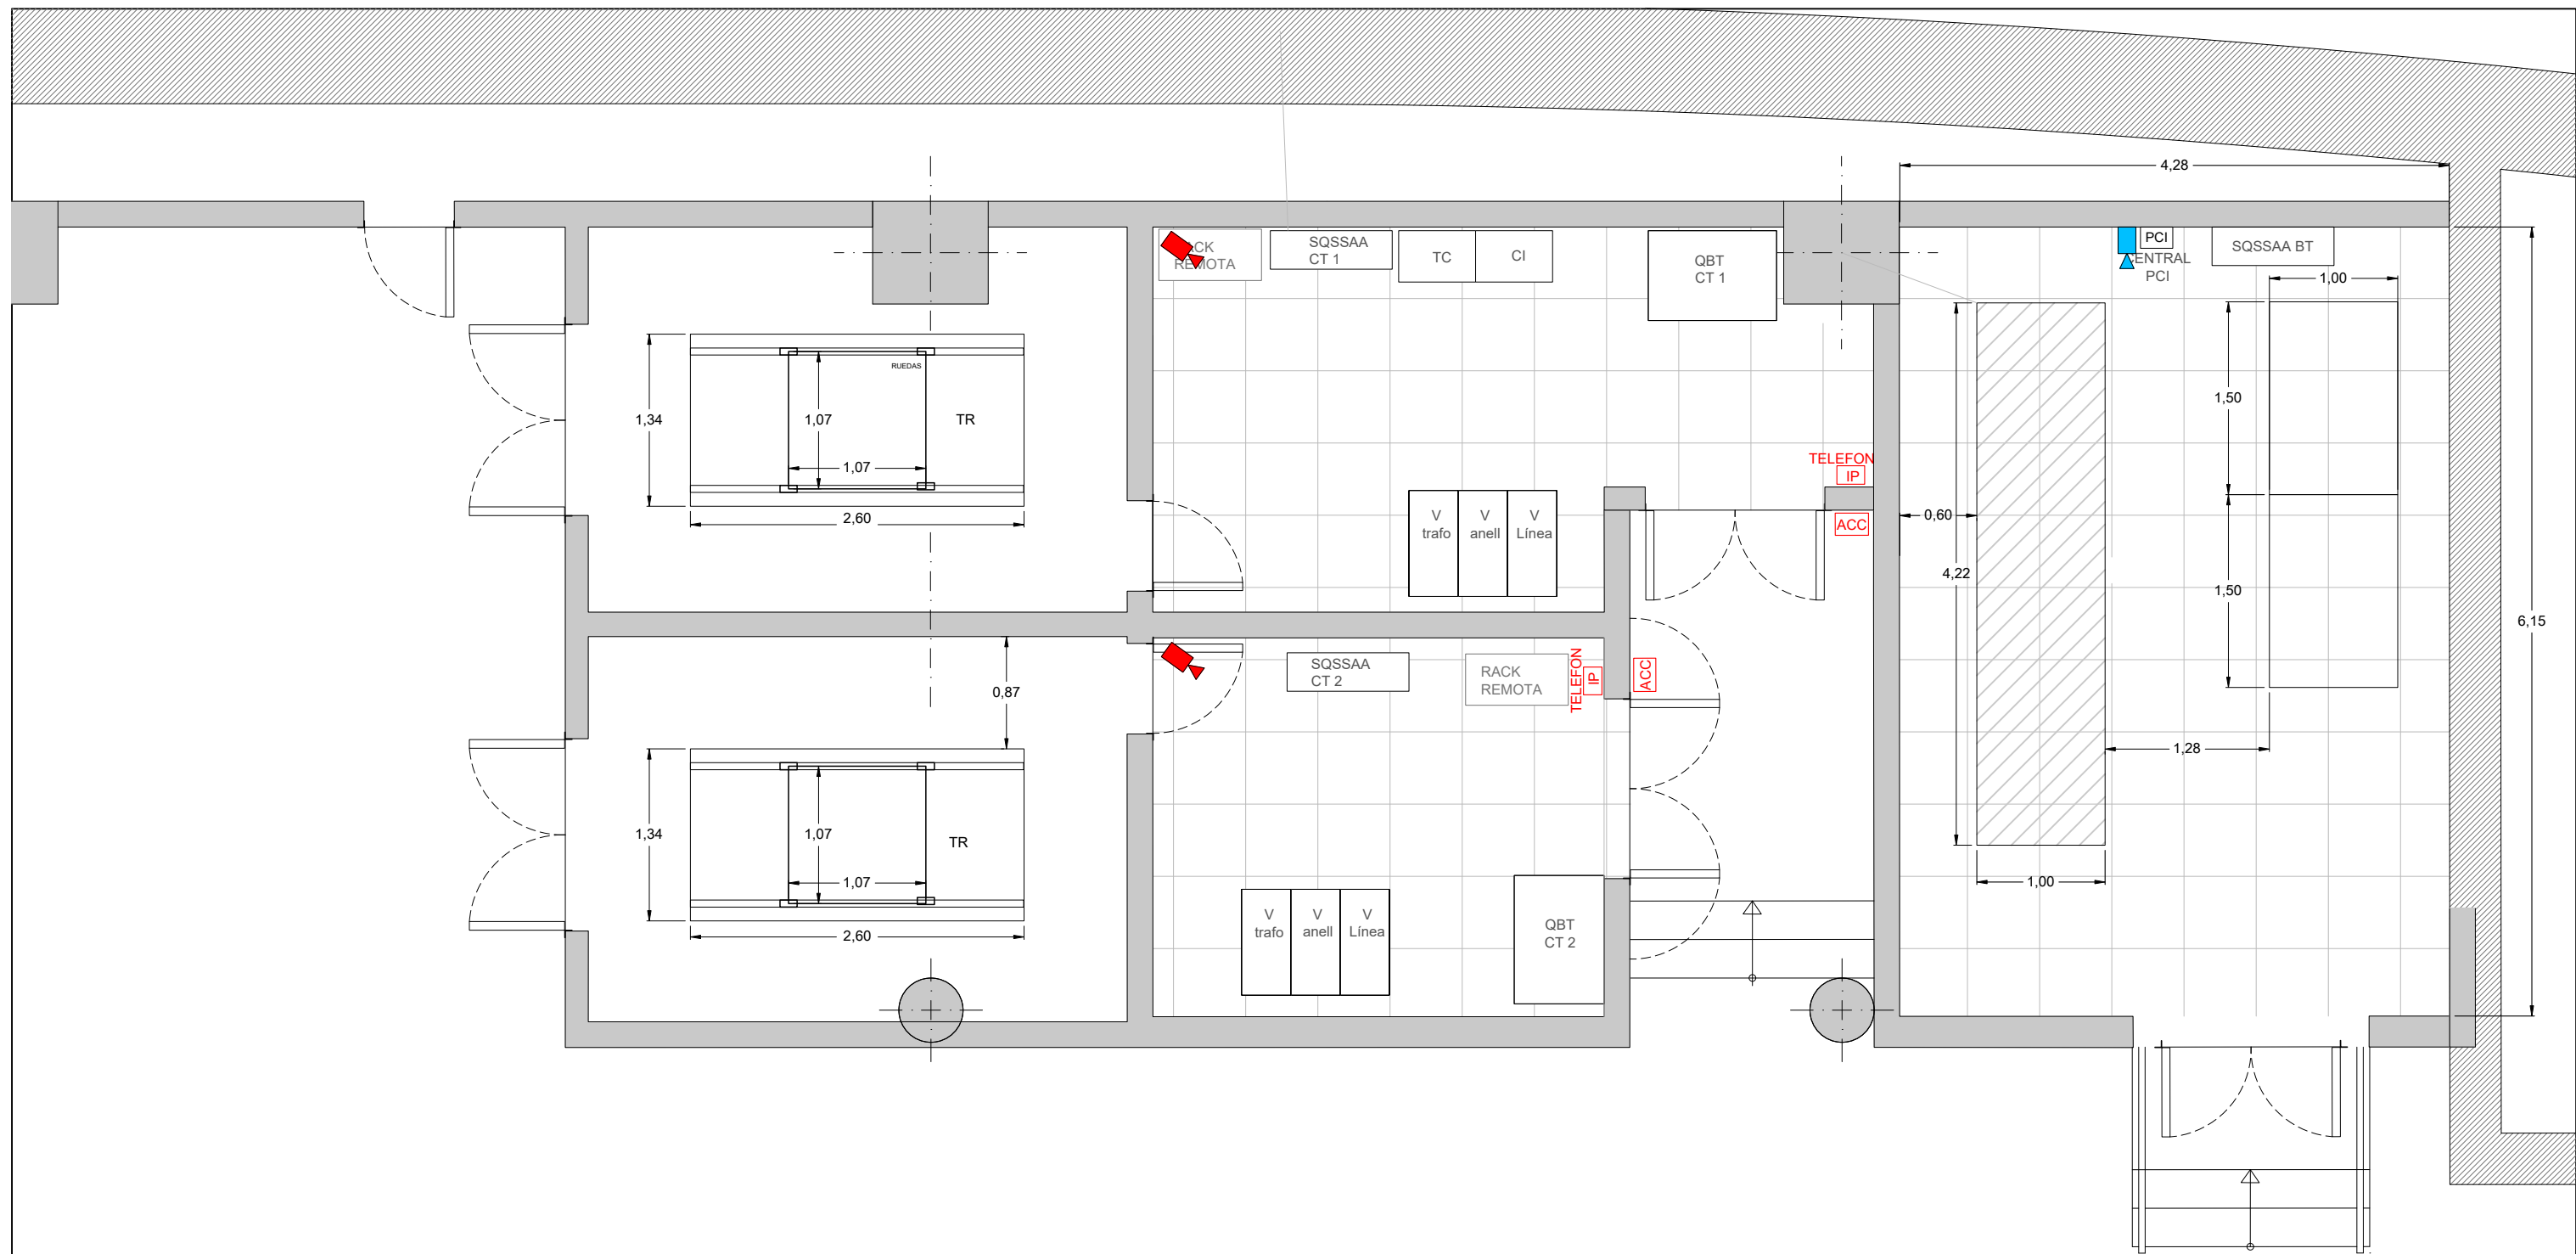 4,28
RACK
REMOTA
SQSSAA
CT 1
TC
CI
QBT
CT 1
PCI
CENTRAL
PCI
SQSSAA BT
1,00
RUEDAS
1,34
1,07
TR
1,07
2,60
1,50
TELEFON
IP
ACC
V
trafo
V
anell
V
Línea
0,60
4,22
1,50
6,15
0,87
SQSSAA
CT 2
RACK
REMOTA
TELEFON
IP
ACC
1,28
1,34
1,07
TR
1,07
2,60
1,00
V
trafo
V
anell
V
Línea
QBT
CT 2